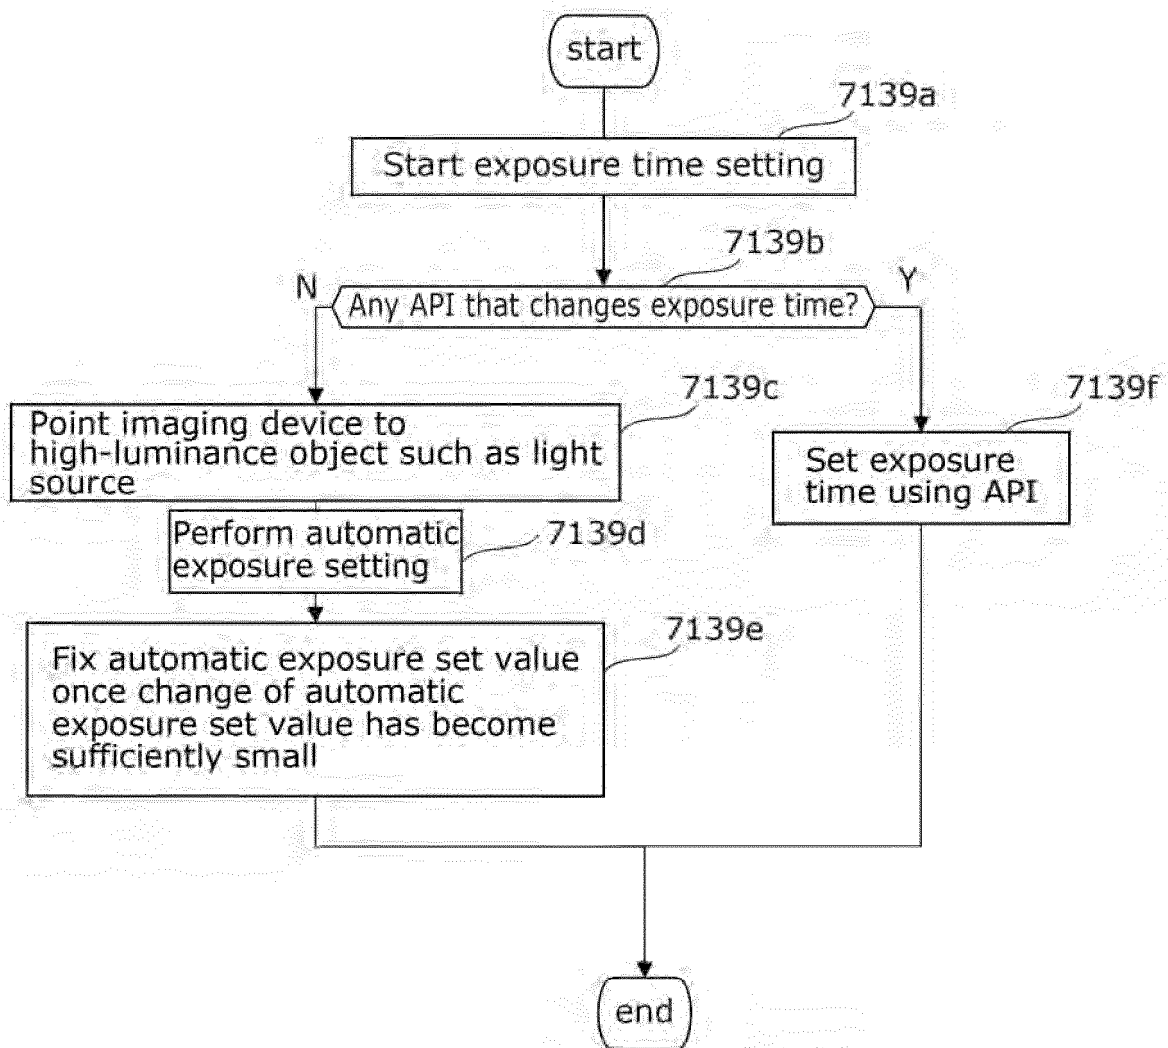 start
7139a
Start exposure time setting
7139b
N
Y
Any API that changes exposure time?
7139c
7139f
Point imaging device to
high-luminance object such as light
source
Set exposure
time using API
Perform automatic
exposure setting
7139d
7139e
Fix automatic exposure set value
once change of automatic
exposure set value has become
sufficiently small
end